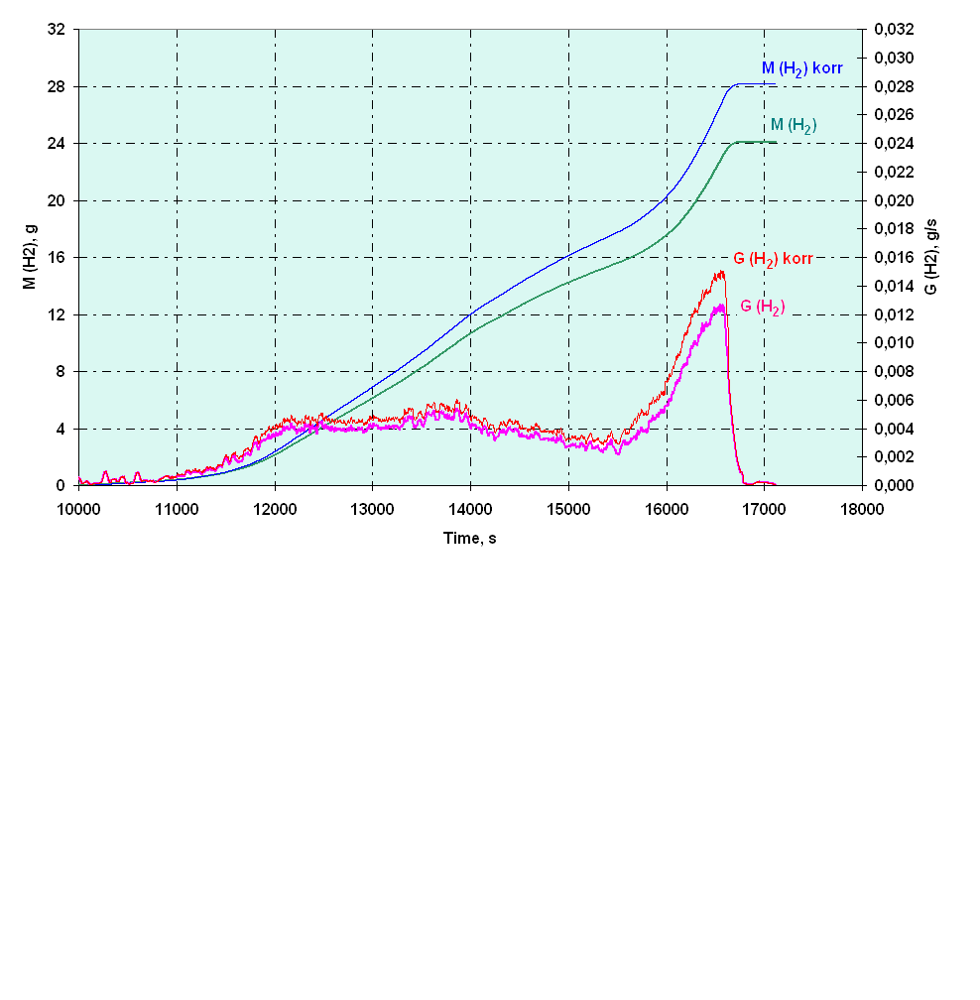 32 0,032
0,030
M (H2) korr
28 0,028
0,026
M (H2)
24 0,024
0,022
20 0,020
0,018
M (H2), g
G (H2), g/s
16 G (H2) korr 0,016
0,014
G (H2)
12 0,012
0,010
8 0,008
0,006
4 0,004
0,002
0 0,000
10000 11000 12000 13000 14000 15000 16000 17000 18000
Time, s